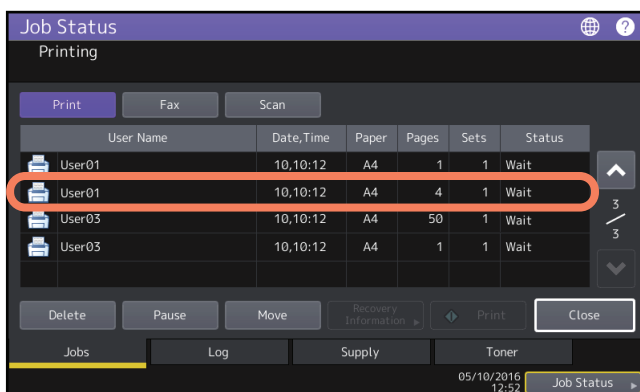 Job Status ?
Printing
Print Fax Scan
User Name Date,Time Paper Pages Sets Status
User01 10,10:12 A4 1 1 Wait
User01 10,10:12 A4 4 1 Wait
User03 10,10:12 A4 50 1 Wait
User03 10,10:12 A4 1 1 Wait
3
3
Delete Pause Move Recovery Information Print Close
Jobs Log Supply Toner
05/10/2016
12:52 Job Status